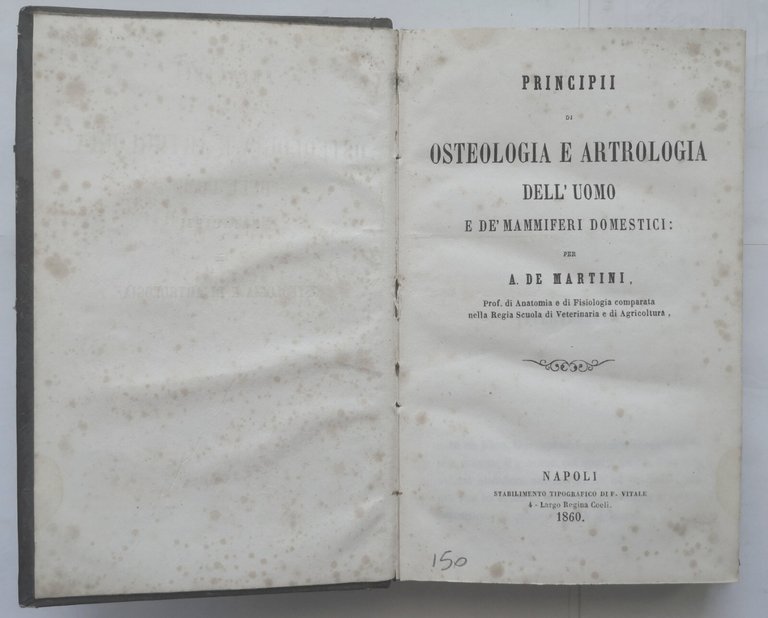 PRINCIPII
DI
OSTEOLOGIA E ARTROLOGIA
DELL' UOMO
E DE' MAMMIFERI DOMESTICI:
PER
A. DE MARTINI,
Prof. di Anatomia e di Fisiologia comparata
nella Regia Scuola di Veterinaria e di Agricoltura,
NAPOLI
STABILIMENTO TIPOGRAFICO DI F. VITALE
4 - Largo Regina Coeli.
1860.
150